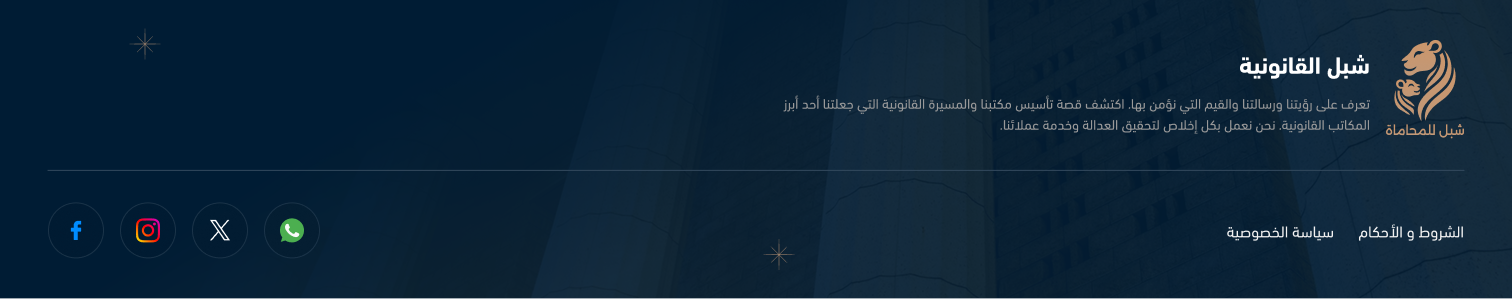 شبل القانونية
تعرف على رؤيتنا ورسالتنا والقيم التي نؤمن بها. اكتشف قصة تأسيس مكتبنا والمسيرة القانونية التي جعلتنا أحد أبرز
المكاتب القانونية. نحن نعمل بكل إخلاص لتحقيق العدالة وخدمة عملائنا.
شبل للمحاماة
الشروط و الأحكام
سياسة الخصوصية